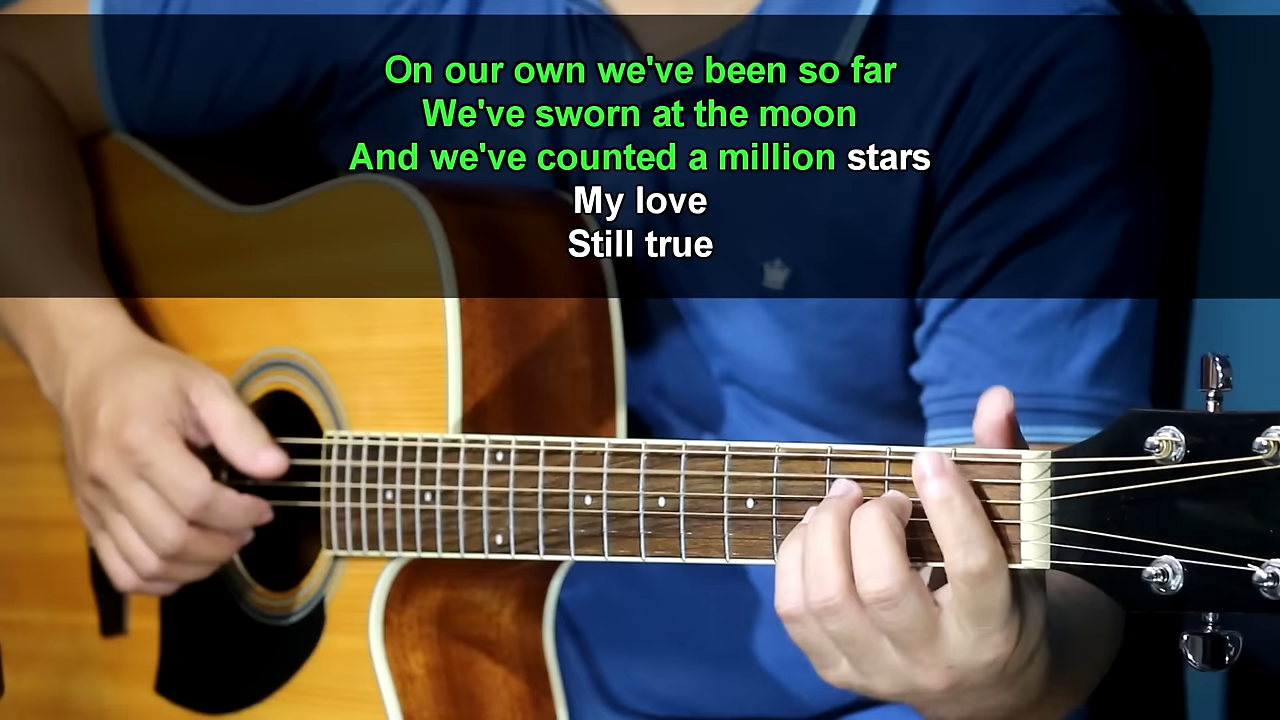 On our own we've been so far
We've sworn at the moon
And we've counted a million stars
My love
Still true